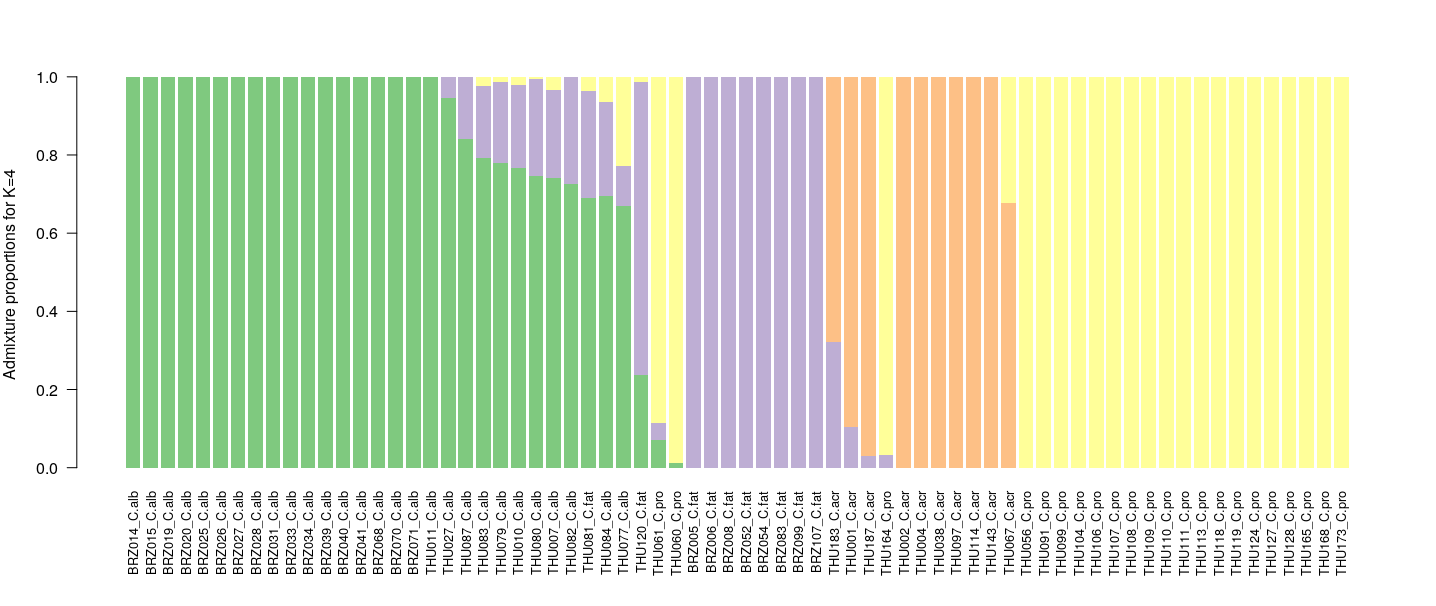 Admixture proportions for K=4
1.0
0.8
0.6
0.4
0.2
0.0
BRZ014_C.alb
BRZ015_C.alb
BRZ019_C.alb
BRZ020_C.alb
BRZ025_C.alb
BRZ026_C.alb
BRZ027_C.alb
BRZ028_C.alb
BRZ031_C.alb
BRZ033_C.alb
BRZ034_C.alb
BRZ039_C.alb
BRZ040_C.alb
BRZ041_C.alb
BRZ068_C.alb
BRZ070_C.alb
BRZ071_C.alb
THU011_C.alb
THU027_C.alb
THU087_C.alb
THU083_C.alb
THU079_C.alb
THU010_C.alb
THU080_C.alb
THU007_C.alb
THU082_C.alb
THU081_C.fat
THU084_C.alb
THU077_C.alb
THU120_C.fat
THU061_C.pro
THU060_C.pro
BRZ005_C.fat
BRZ006_C.fat
BRZ008_C.fat
BRZ052_C.fat
BRZ054_C.fat
BRZ083_C.fat
BRZ099_C.fat
BRZ107_C.fat
THU183_C.acr
THU001_C.acr
THU187_C.acr
THU164_C.pro
THU002_C.acr
THU004_C.acr
THU038_C.acr
THU097_C.acr
THU114_C.acr
THU143_C.acr
THU067_C.acr
THU056_C.pro
THU091_C.pro
THU099_C.pro
THU104_C.pro
THU106_C.pro
THU107_C.pro
THU108_C.pro
THU109_C.pro
THU110_C.pro
THU111_C.pro
THU113_C.pro
THU118_C.pro
THU119_C.pro
THU124_C.pro
THU127_C.pro
THU128_C.pro
THU165_C.pro
THU168_C.pro
THU173_C.pro